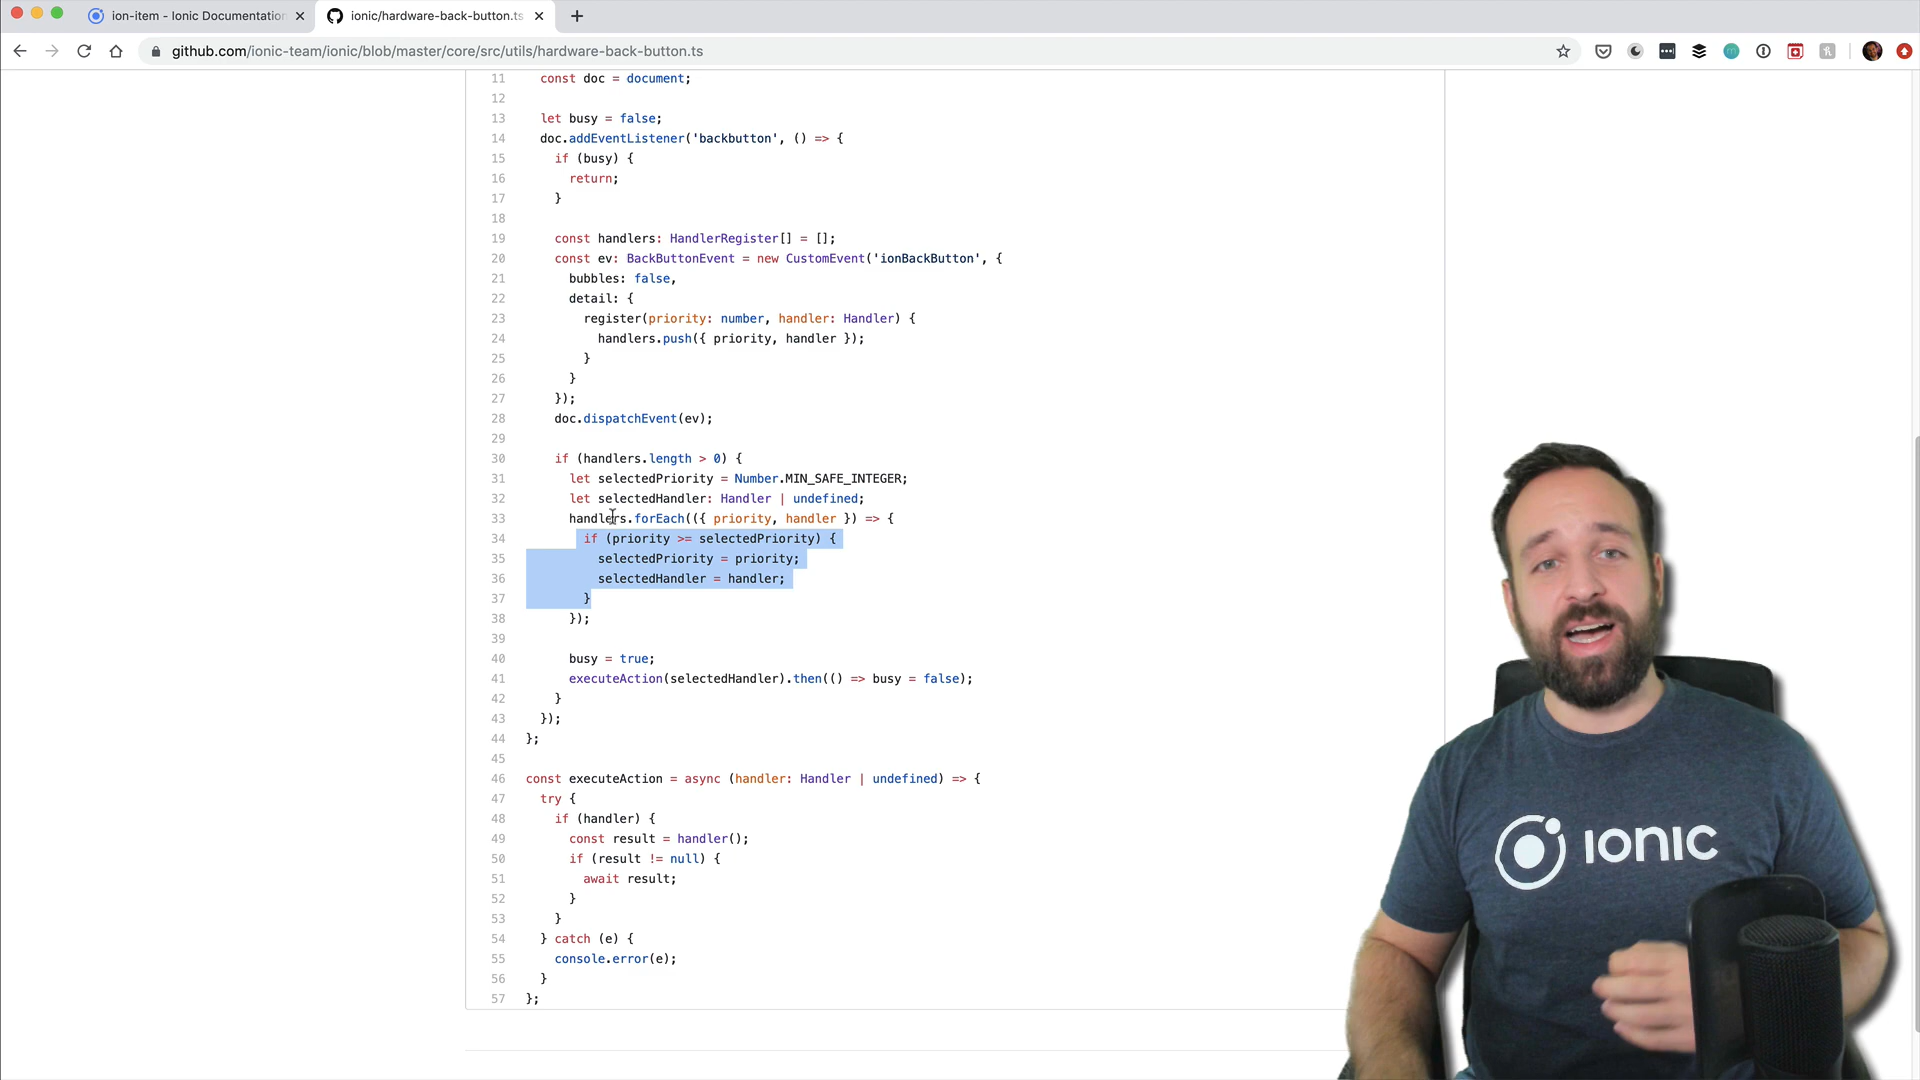 ion-item - Ionic Documentation
ionic/hardware-back-button.ts
github.com/ionic-team/ionic/blob/master/core/src/utils/hardware-back-button.ts
11 const doc = document;
12
13 let busy = false;
14 doc.addEventListener('backbutton', () => {
15 if (busy) {
16 return;
17 }
18
19 const handlers: HandlerRegister[] = [];
20 const ev: BackButtonEvent = new CustomEvent('ionBackButton', {
21 bubbles: false,
22 detail: {
23 register(priority: number, handler: Handler) {
24 handlers.push({ priority, handler });
25 }
26 }
27 });
28 doc.dispatchEvent(ev);
29
30 if (handlers.length > 0) {
31 let selectedPriority = Number.MIN_SAFE_INTEGER;
32 let selectedHandler: Handler | undefined;
33 handlers.forEach(({ priority, handler }) => {
34 if (priority >= selectedPriority) {
35 selectedPriority = priority;
36 selectedHandler = handler;
37 }
38 });
39
40 busy = true;
41 executeAction(selectedHandler).then(() => busy = false);
42 }
43 });
44 };
45
46 const executeAction = async (handler: Handler | undefined) => {
47 try {
48 if (handler) {
49 const result = handler();
50 if (result != null) {
51 await result;
52 }
53 }
54 } catch (e) {
55 console.error(e);
56 }
57 };
IONIC